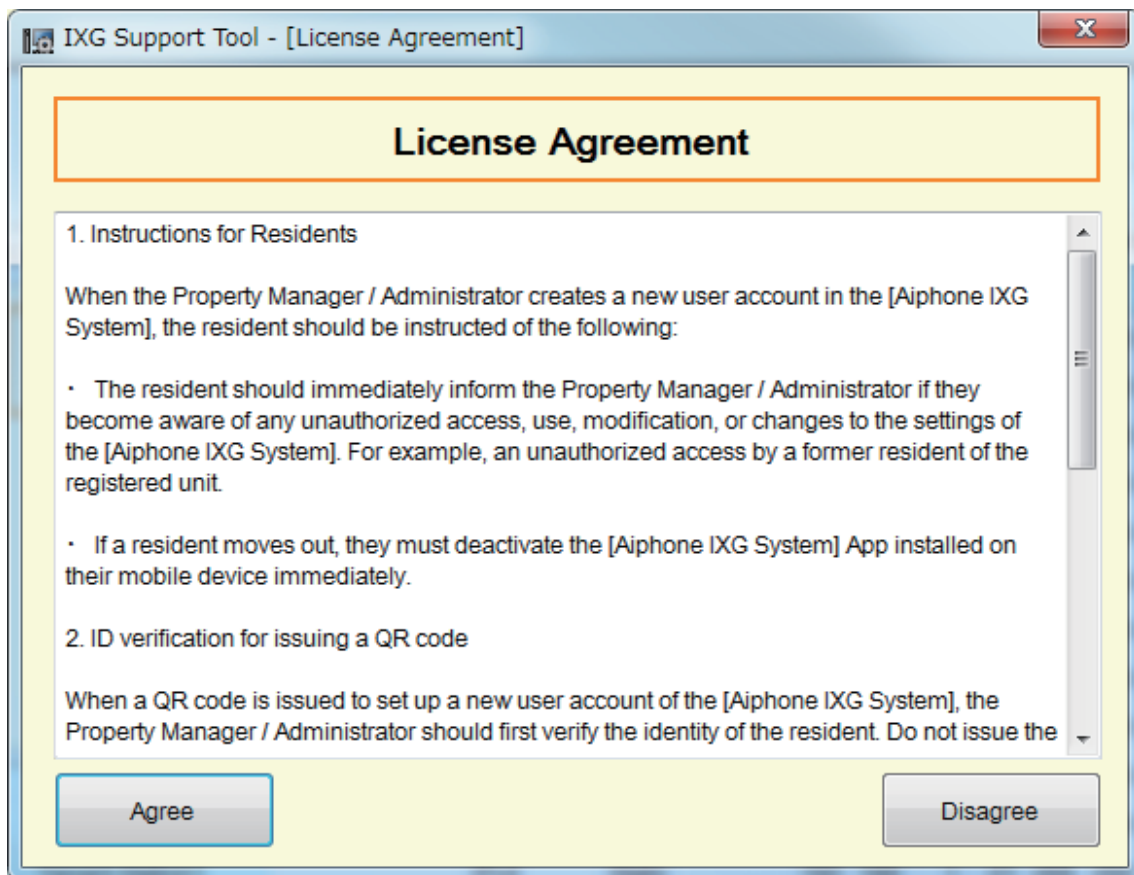 IXG Support Tool - [License Agreement]
License Agreement
1. Instructions for Residents
When the Property Manager / Administrator creates a new user account in the [Aiphone IXG
System], the resident should be instructed of the following:
・ The resident should immediately inform the Property Manager / Administrator if they
become aware of any unauthorized access, use, modification, or changes to the settings of
the [Aiphone IXG System]. For example, an unauthorized access by a former resident of the
registered unit.
・ If a resident moves out, they must deactivate the [Aiphone IXG System] App installed on
their mobile device immediately.
2. ID verification for issuing a QR code
When a QR code is issued to set up a new user account of the [Aiphone IXG System], the
Property Manager / Administrator should first verify the identity of the resident. Do not issue the
Agree
Disagree